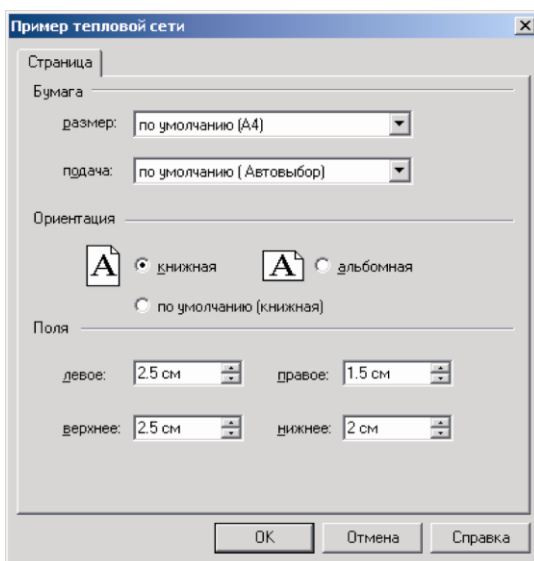 Пример тепловой сети
Страница
Бумага
размер: по умолчанию (A4)
подача: по умолчанию ( Автовыбор)
Ориентация
A книжная A альбомная
по умолчанию (книжная)
Поля
левое: 2.5 см правое: 1.5 см
верхнее: 2.5 см нижнее: 2 см
OK Отмена Справка